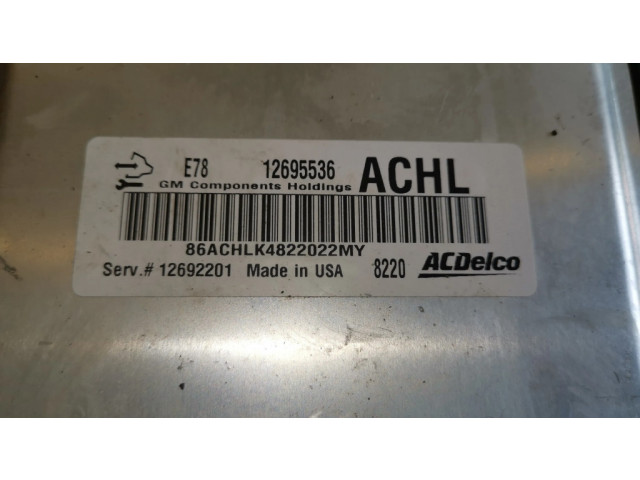 E78 12695536 ACHL
GM Components Holdings
86ACHLK4822022MY
Serv.# 12692201 Made in USA 8220 ACDelco